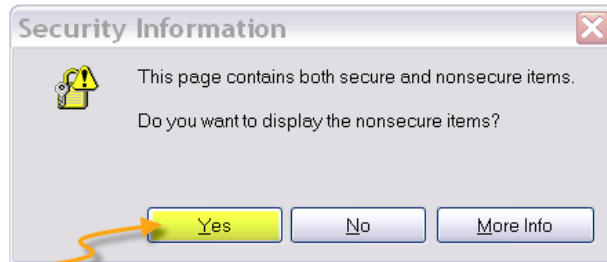 Security Information
This page contains both secure and nonsecure items.
Do you want to display the nonsecure items?
Yes No More Info